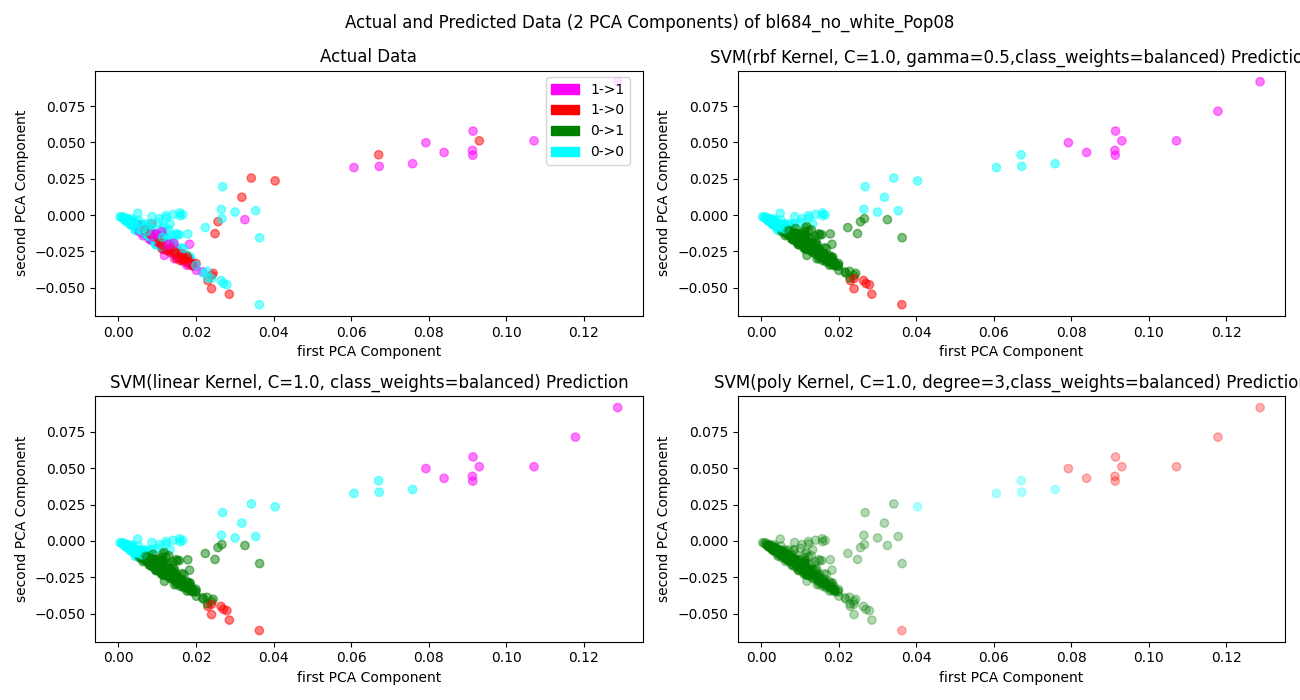 Actual and Predicted Data (2 PCA Components) of bl684_no_white_Pop08
Actual Data
0.075
0.050
0.025
0.000
−0.025
−0.050
second PCA Component
0.00 0.02 0.04 0.06 0.08 0.10 0.12
first PCA Component
1->1
1->0
0->1
0->0
SVM(rbf Kernel, C=1.0, gamma=0.5,class_weights=balanced) Predictio
0.075
0.050
0.025
0.000
−0.025
−0.050
second PCA Component
0.00 0.02 0.04 0.06 0.08 0.10 0.12
first PCA Component
SVM(linear Kernel, C=1.0, class_weights=balanced) Prediction
0.075
0.050
0.025
0.000
−0.025
−0.050
second PCA Component
0.00 0.02 0.04 0.06 0.08 0.10 0.12
first PCA Component
SVM(poly Kernel, C=1.0, degree=3,class_weights=balanced) Prediction
0.075
0.050
0.025
0.000
−0.025
−0.050
second PCA Component
0.00 0.02 0.04 0.06 0.08 0.10 0.12
first PCA Component